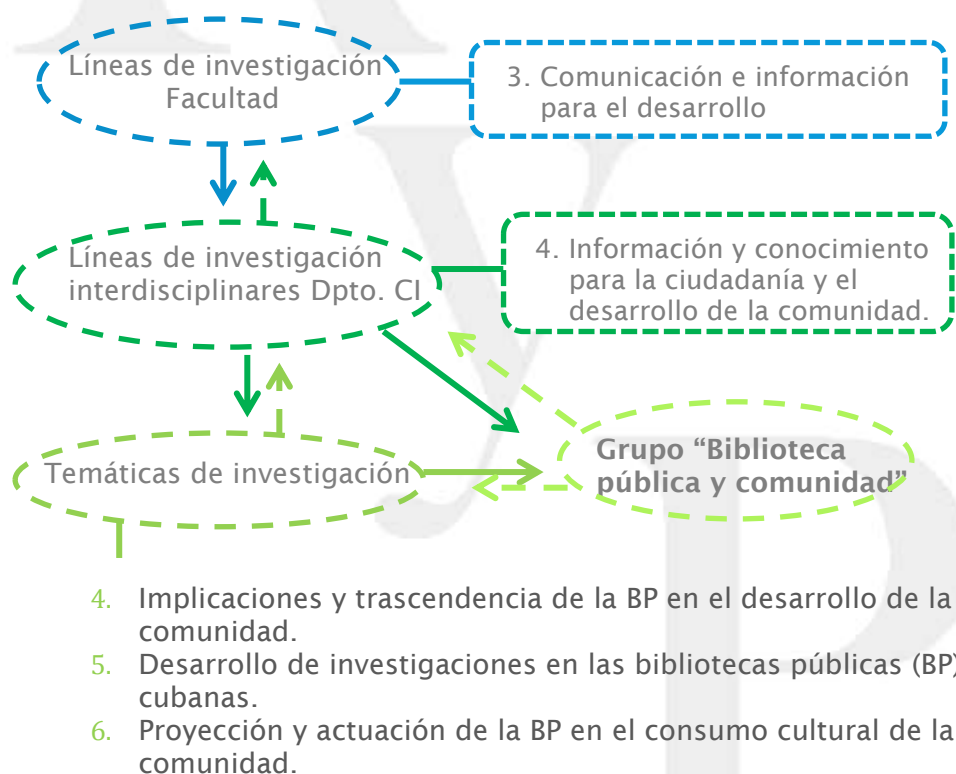 Líneas de investigación
Facultad
3. Comunicación e información
para el desarrollo
Líneas de investigación
interdisciplinares Dpto. CI
4. Información y conocimiento
para la ciudadanía y el
desarrollo de la comunidad.
Temáticas de investigación
Grupo “Biblioteca
pública y comunidad”
4. Implicaciones y trascendencia de la BP en el desarrollo de la
comunidad.
5. Desarrollo de investigaciones en las bibliotecas públicas (BP)
cubanas.
6. Proyección y actuación de la BP en el consumo cultural de la
comunidad.